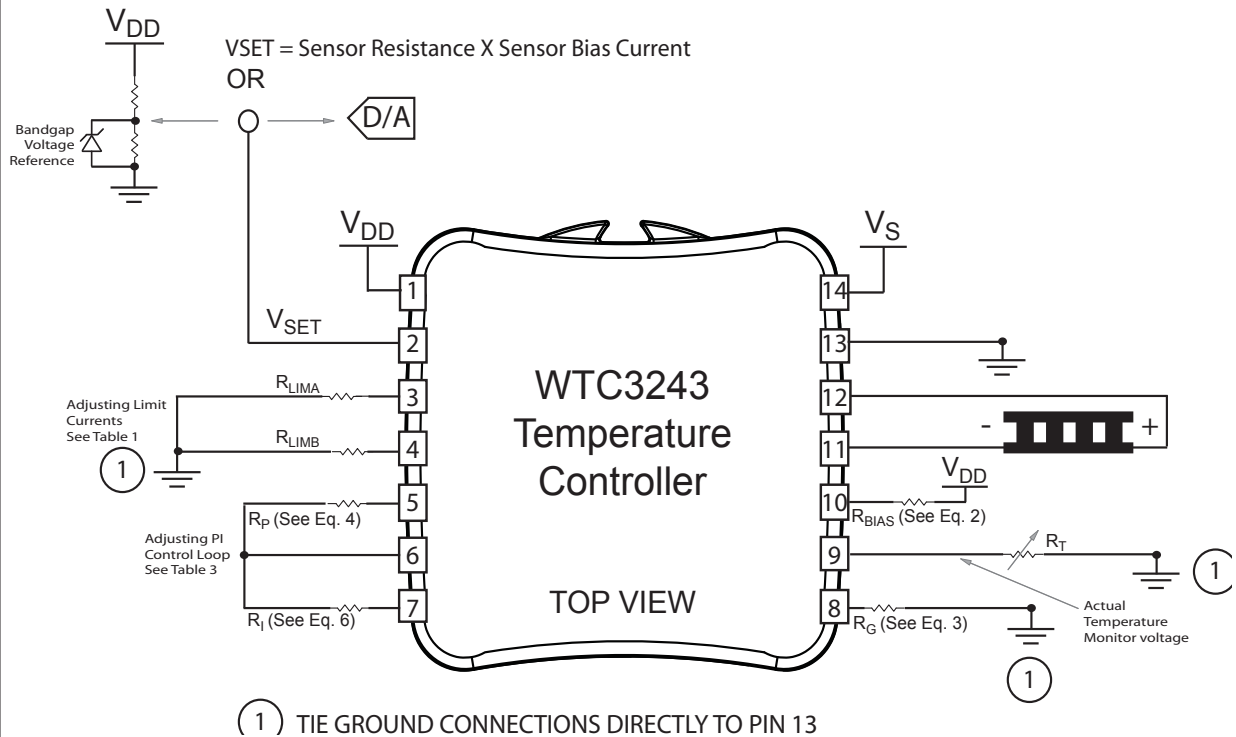 VDD
VSET = Sensor Resistance X Sensor Bias Current
OR
D/A
Bandgap
Voltage
Reference
VDD
VS
1
14
VSET
2
13
RLIMA
3
12
Adjusting Limit
Currents
See Table 1
1
RLIMB
4
11
- +
WTC3243
Temperature
Controller
VDD
5
10
RP (See Eq. 4)
RBIAS (See Eq. 2)
Adjusting PI
Control Loop
See Table 3
6
9
RT
1
7
8
RI (See Eq. 6)
TOP VIEW
RG (See Eq. 3)
Actual
Temperature
Monitor voltage
1
1 TIE GROUND CONNECTIONS DIRECTLY TO PIN 13